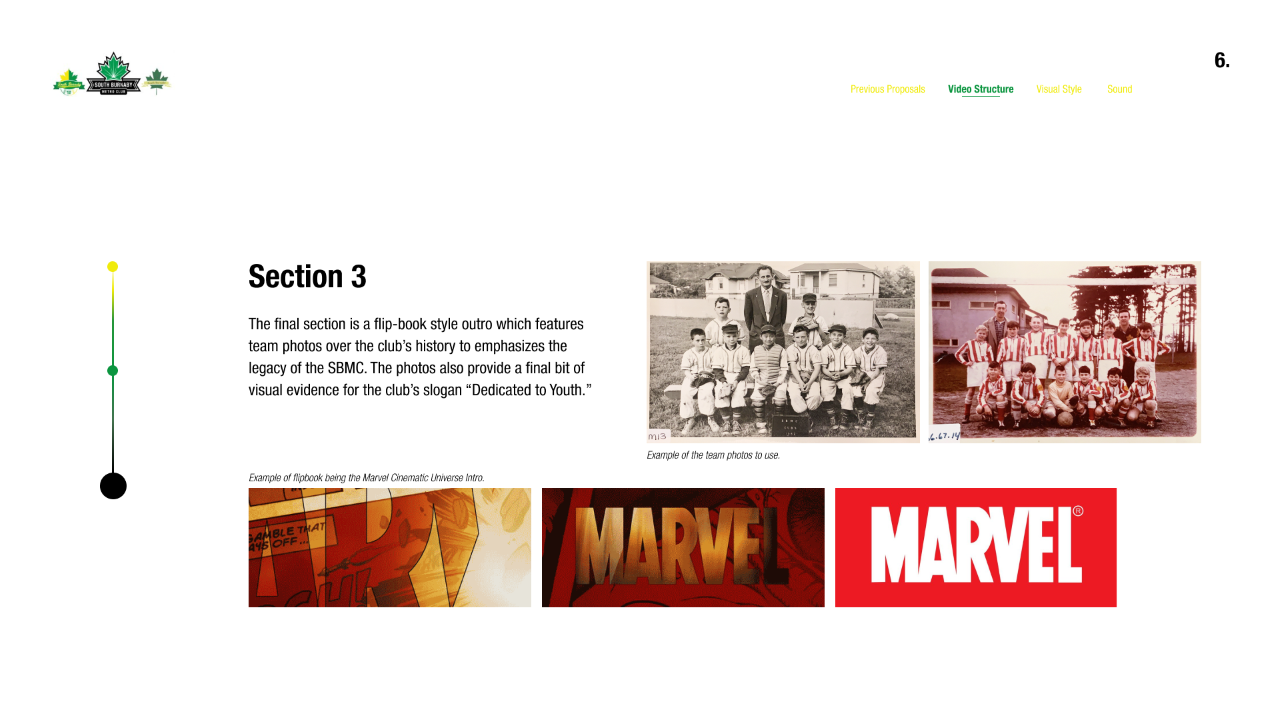 6.
SOUTH BURNABY
METRO CLUB
Previous Proposals
Video Structure
Visual Style
Sound
Section 3
The final section is a flip-book style outro which features
team photos over the club’s history to emphasizes the
legacy of the SBMC. The photos also provide a final bit of
visual evidence for the club’s slogan “Dedicated to Youth.”
M13
6.67.14
Example of the team photos to use.
Example of flipbook being the Marvel Cinematic Universe Intro.
GAMBLE THAT
AYS OFF...
MARVEL
MARVEL®